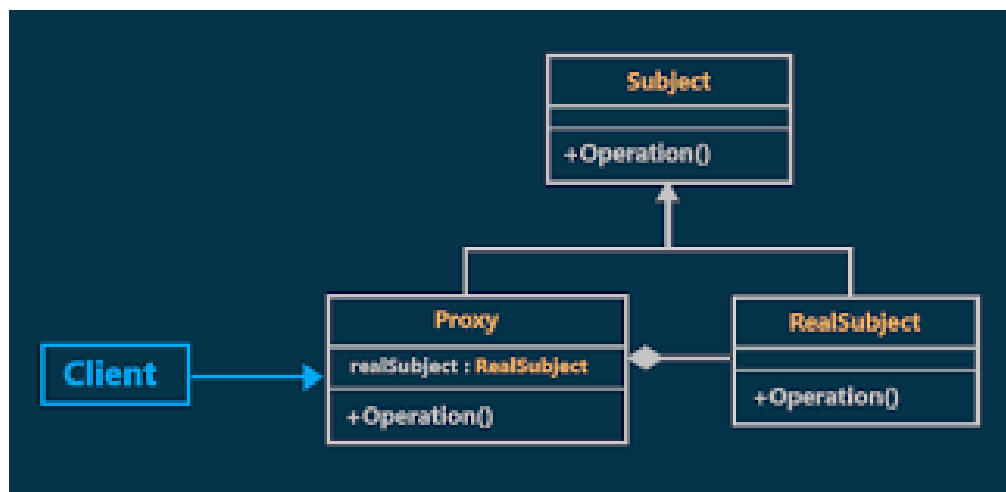 Subject
+Operation()
Proxy
realSubject : RealSubject
+Operation()
RealSubject
+Operation()
Client